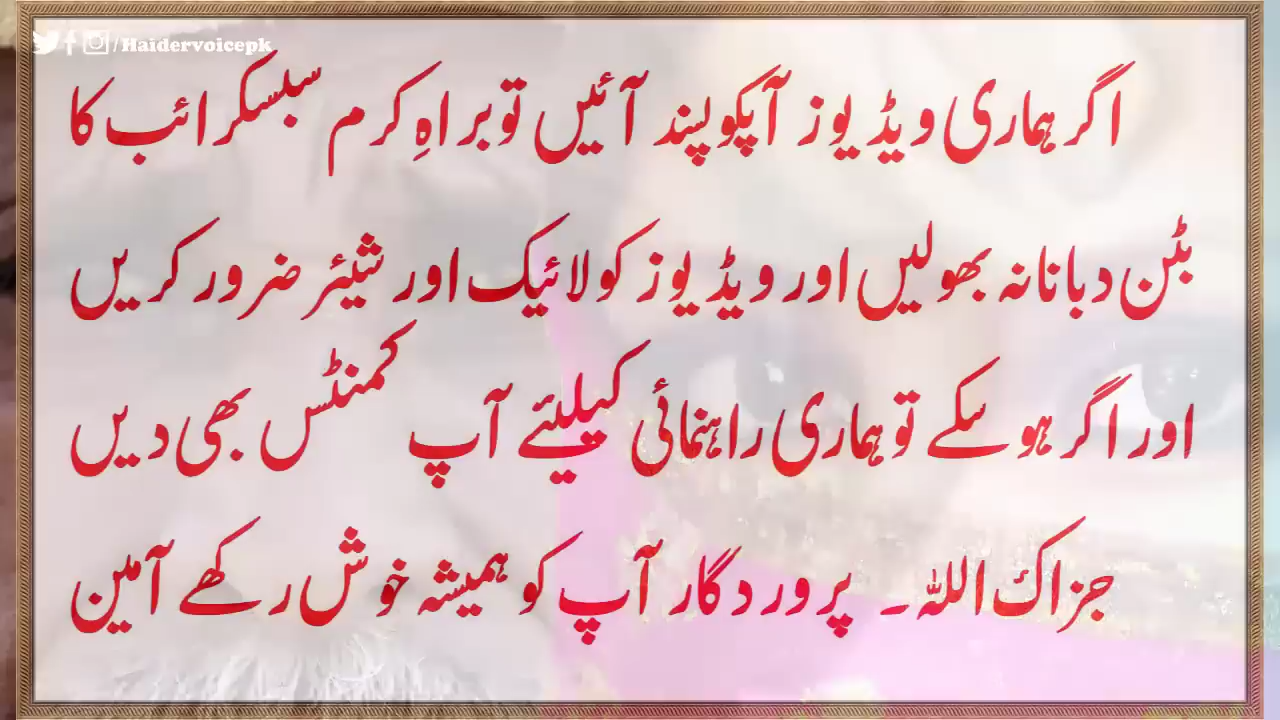 /Haidervoicepk
اگر ہماری ویڈیوز آپکو پسند آئیں تو براہِ کرم سبسکرائب کا
بٹن دبانا نہ بھولیں اور ویڈیوز کو لائیک اور شیئر ضرور کریں
اور اگر ہو سکے تو ہماری راہنمائی کیلئے آپ کمنٹس بھی دیں
جزاک اللہ۔ پروردگار آپ کو ہمیشہ خوش رکھے آمین